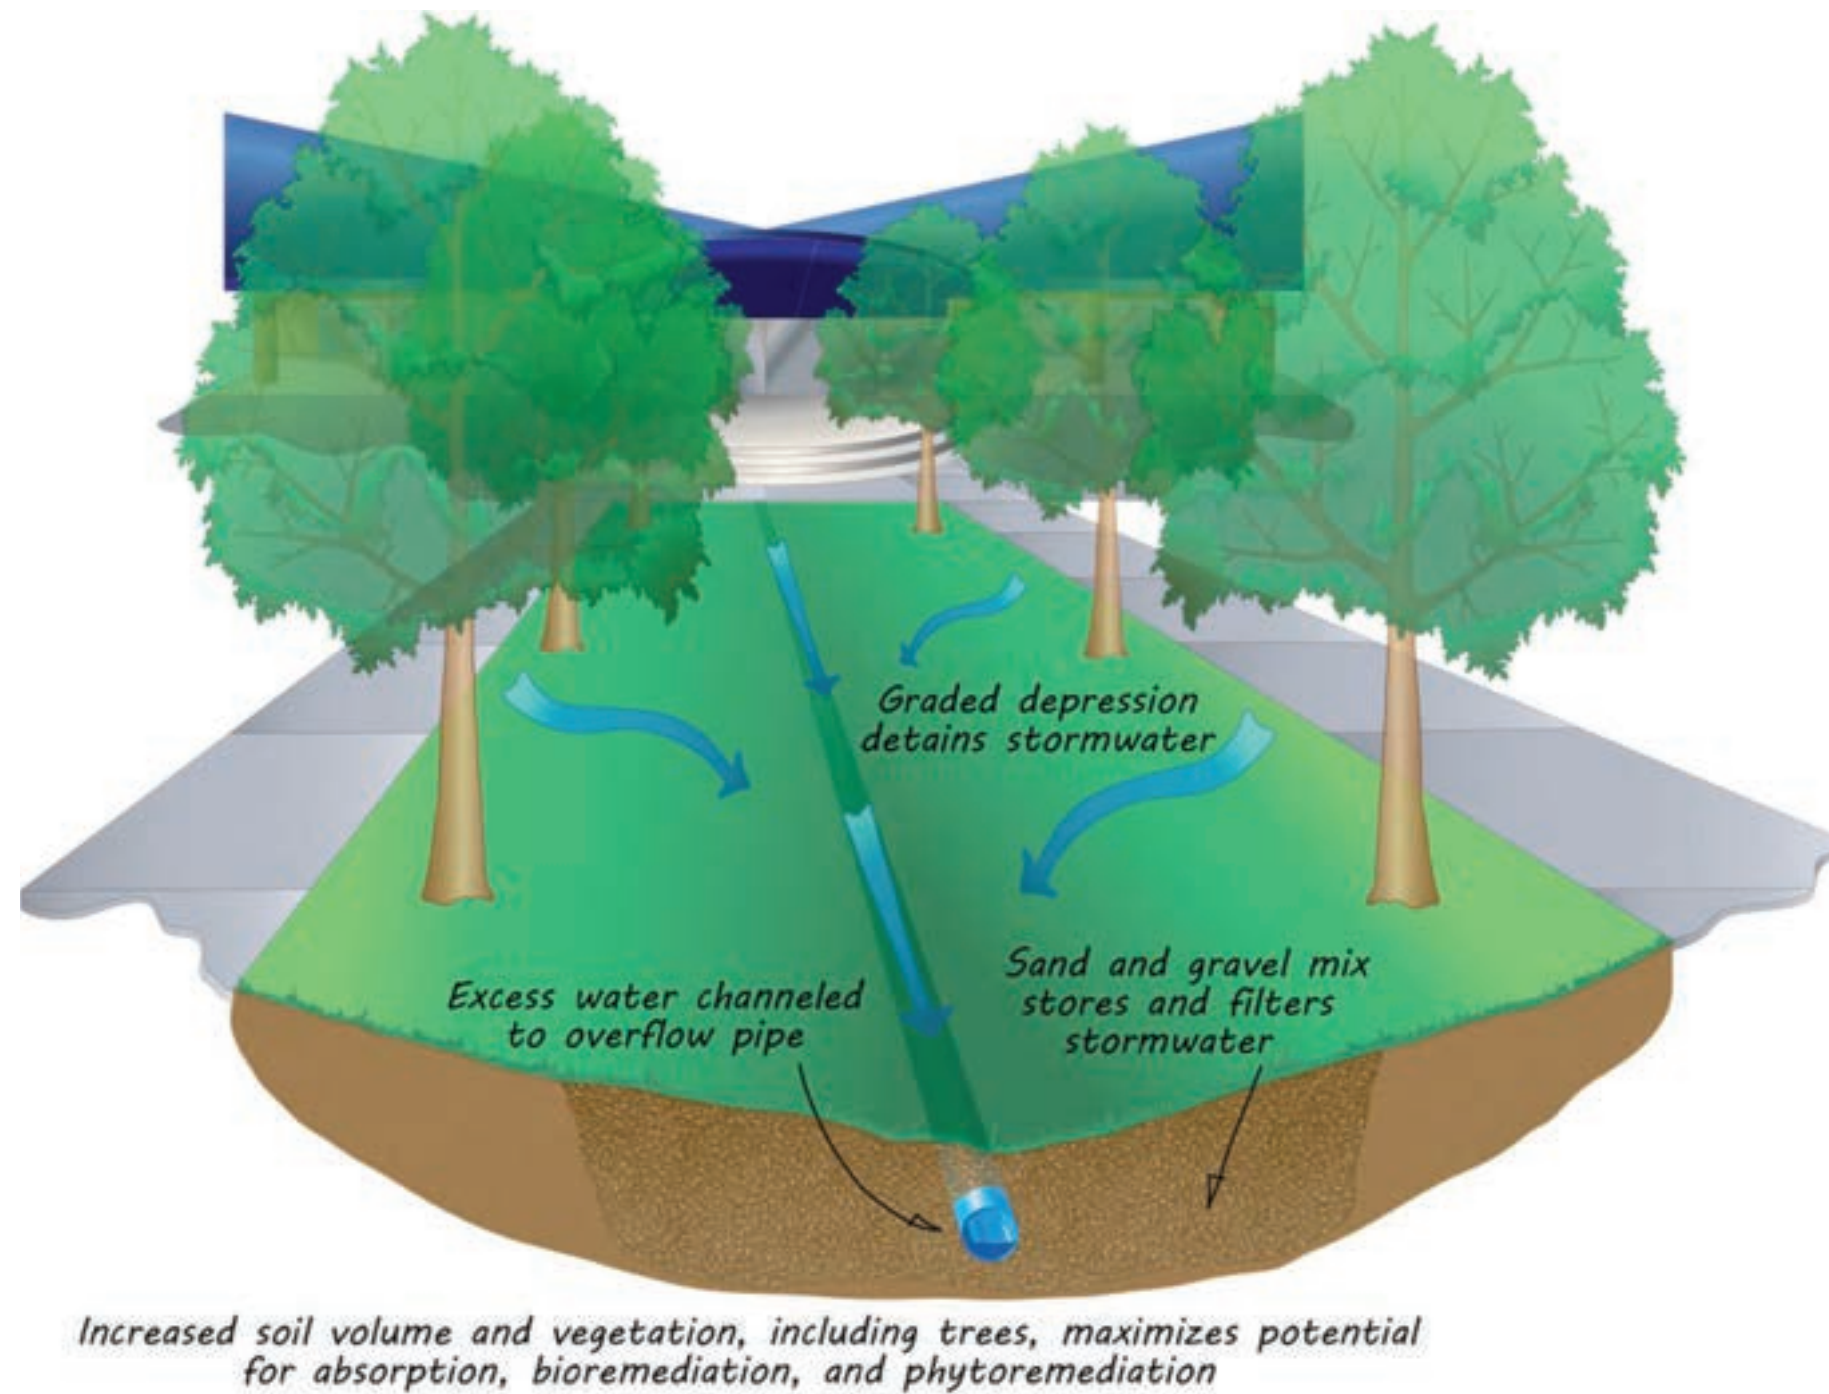 Graded depression
detains stormwater
Excess water channeled
to overflow pipe
Sand and gravel mix
stores and filters
stormwater
Increased soil volume and vegetation, including trees, maximizes potential
for absorption, bioremediation, and phytoremediation